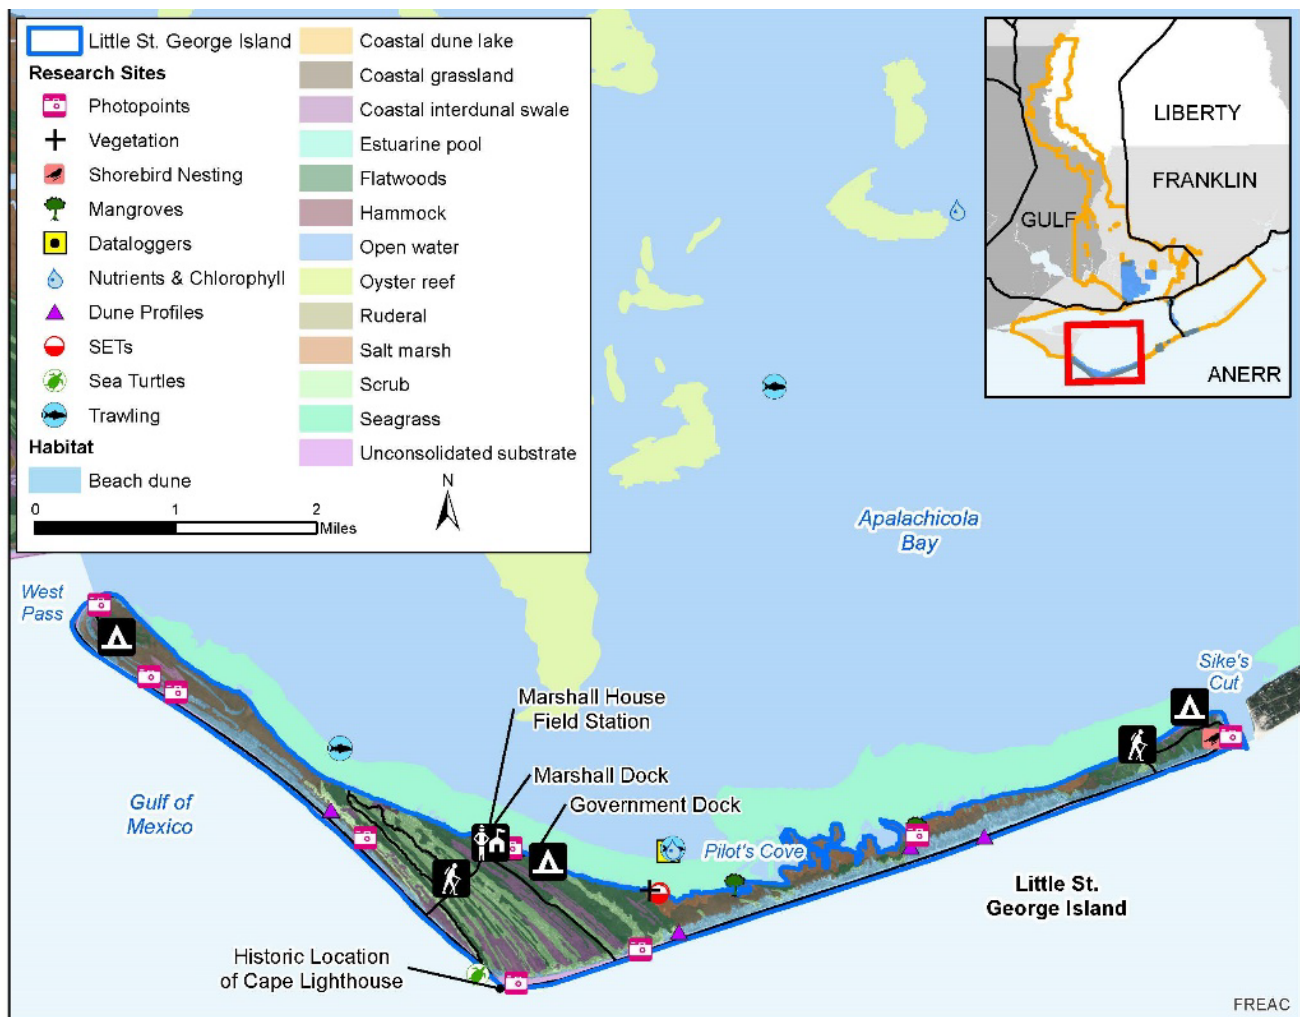 Little St. George Island
Research Sites
Photopoints
Vegetation
Shorebird Nesting
Mangroves
Dataloggers
Nutrients & Chlorophyll
Dune Profiles
SETs
Sea Turtles
Trawling
Habitat
Beach dune
Coastal dune lake
Coastal grassland
Coastal interdunal swale
Estuarine pool
Flatwoods
Hammock
Open water
Oyster reef
Ruderal
Salt marsh
Scrub
Seagrass
Unconsolidated substrate
N
0 1 2
Miles
LIBERTY
FRANKLIN
GULF
ANERR
Apalachicola
Bay
West
Pass
Sike's
Cut
Marshall House
Field Station
Marshall Dock
Government Dock
Gulf of
Mexico
Pilot's Cove
Little St.
George Island
Historic Location
of Cape Lighthouse
FREAC